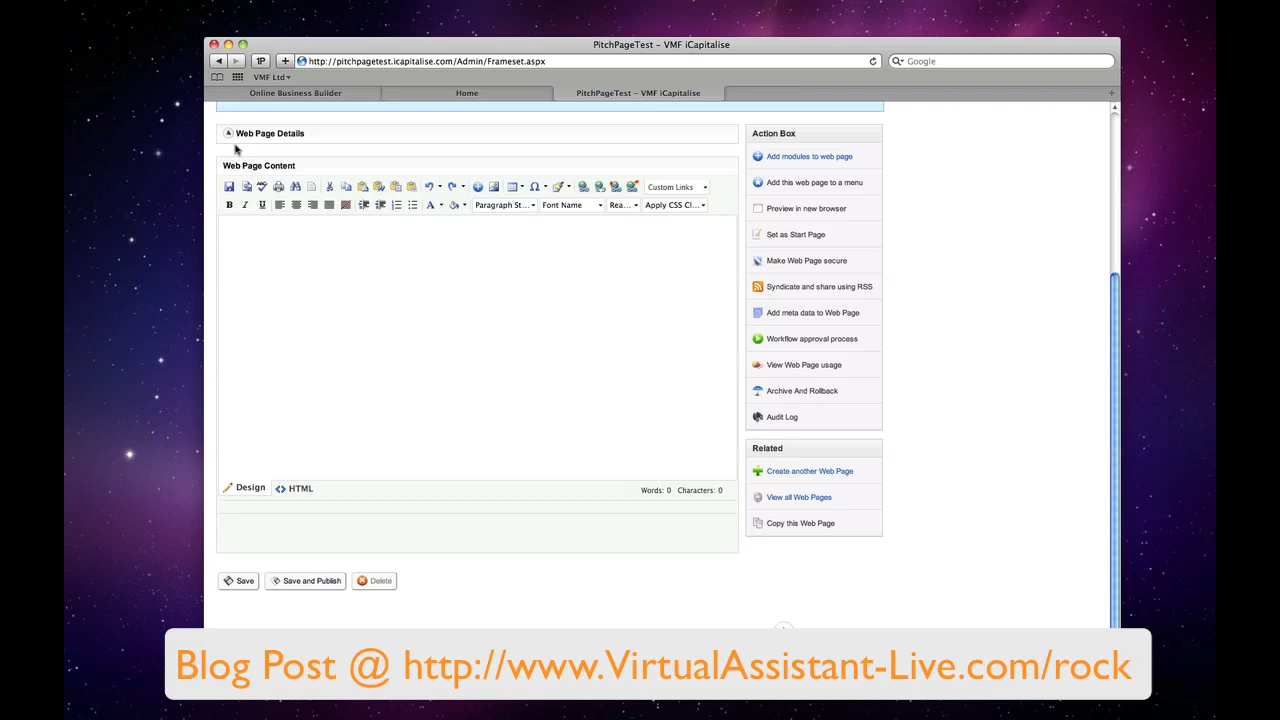 PitchPageTest – VMF iCapitalise
1P
+
http://pitchpagetest.icapitalise.com/Admin/Frameset.aspx
Google
VMF Ltd
Online Business Builder
Home
PitchPageTest – VMF iCapitalise
+
Web Page Details
Web Page Content
Custom Links
B I U
A
Paragraph St...
Font Name
Rea...
Apply CSS Cl...
Design
HTML
Words: 0 Characters: 0
Save
Save and Publish
Delete
Action Box
Add modules to web page
Add this web page to a menu
Preview in new browser
Set as Start Page
Make Web Page secure
Syndicate and share using RSS
Add meta data to Web Page
Workflow approval process
View Web Page usage
Archive And Rollback
Audit Log
Related
Create another Web Page
View all Web Pages
Copy this Web Page
Blog Post @ http://www.VirtualAssistant-Live.com/rock